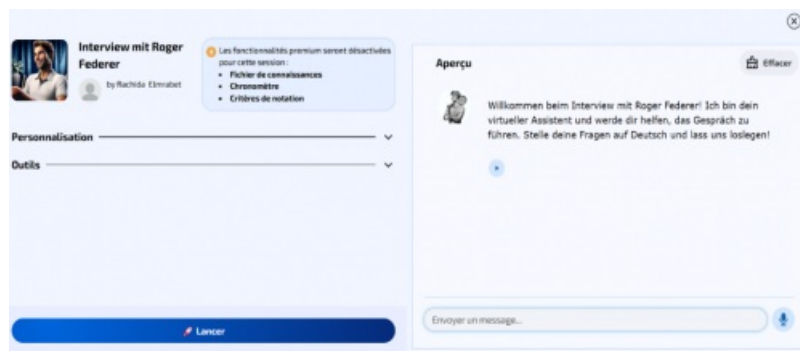 Interview mit Roger
Federer
by Rachida Elmrabet
Les fonctionnalités premium seront désactivées
pour cette session :
Fichier de connaissances
Chronomètre
Critères de notation
Personnalisation
Outils
Lancer
Aperçu
Effacer
Willkommen beim Interview mit Roger Federer! Ich bin dein
virtueller Assistent und werde dir helfen, das Gespräch zu
führen. Stelle deine Fragen auf Deutsch und lass uns loslegen!
Envoyer un message...